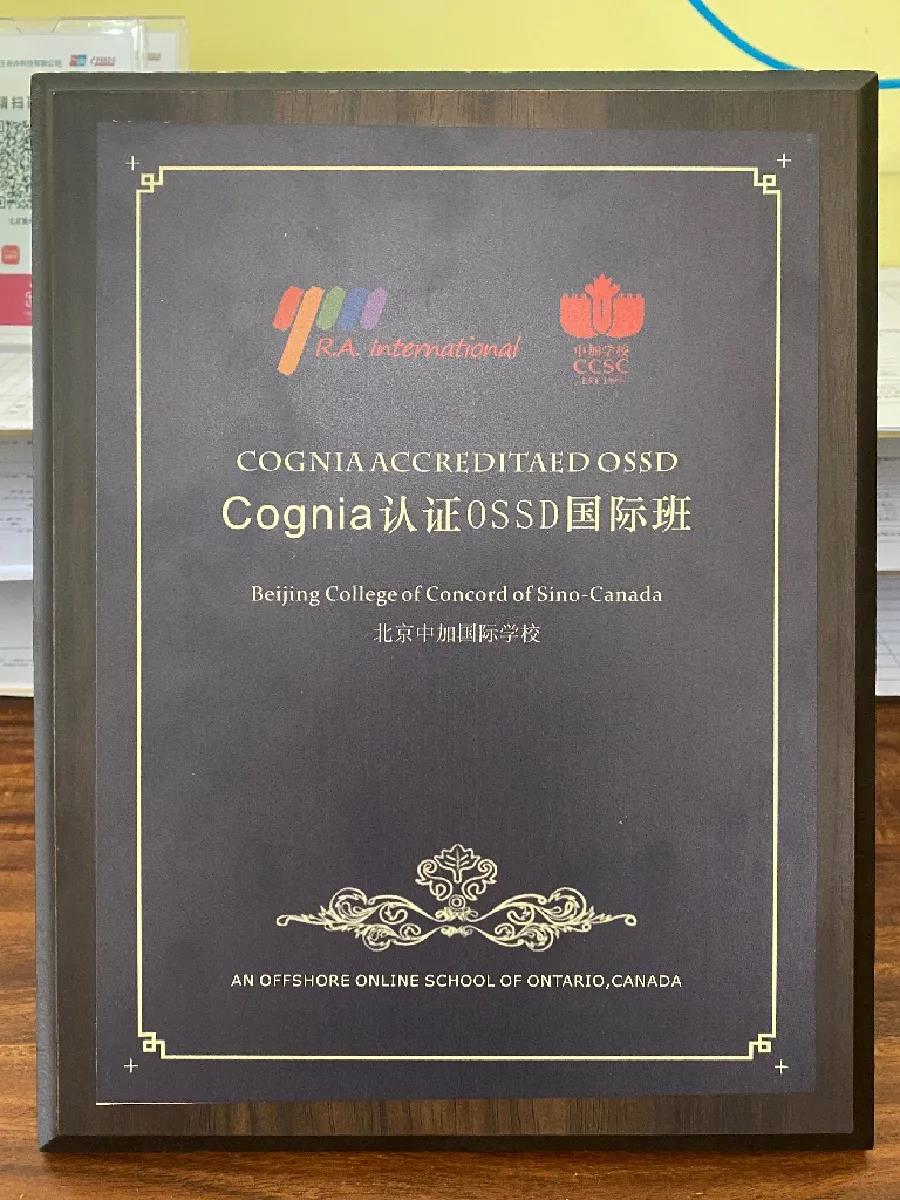 R.A. International
中加学校
CCSC
COGNIA ACCREDITAED OSSD
Cognia认证OSSD国际班
Beijing College of Concord of Sino-Canada
北京中加国际学校
AN OFFSHORE ONLINE SCHOOL OF ONTARIO,CANADA